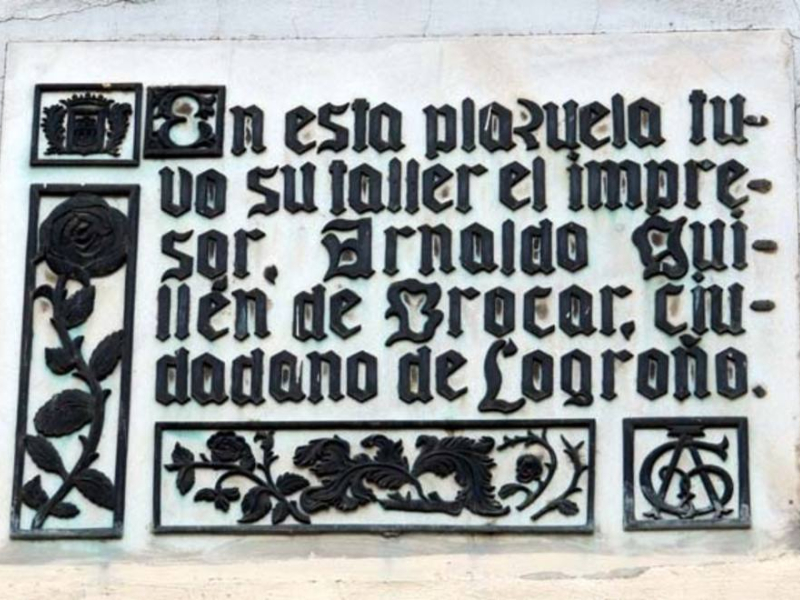 En esta plazuela tu-
vo su taller el impre-
sor, Arnaldo Gui-
llén de Brocar, ciu-
dadano de Logroño.